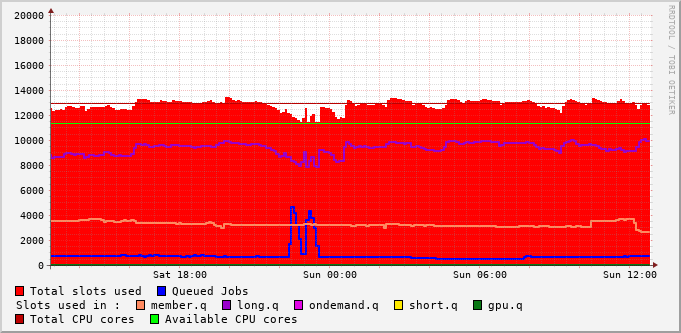 20000
18000
16000
14000
12000
10000
8000
6000
4000
2000
0
Sat 18:00 Sun 00:00 Sun 06:00 Sun 12:00
Total slots used Queued Jobs
Slots used in : member.q long.q ondemand.q short.q gpu.q
Total CPU cores Available CPU cores
RRDTOOL / TOBI OETIKER